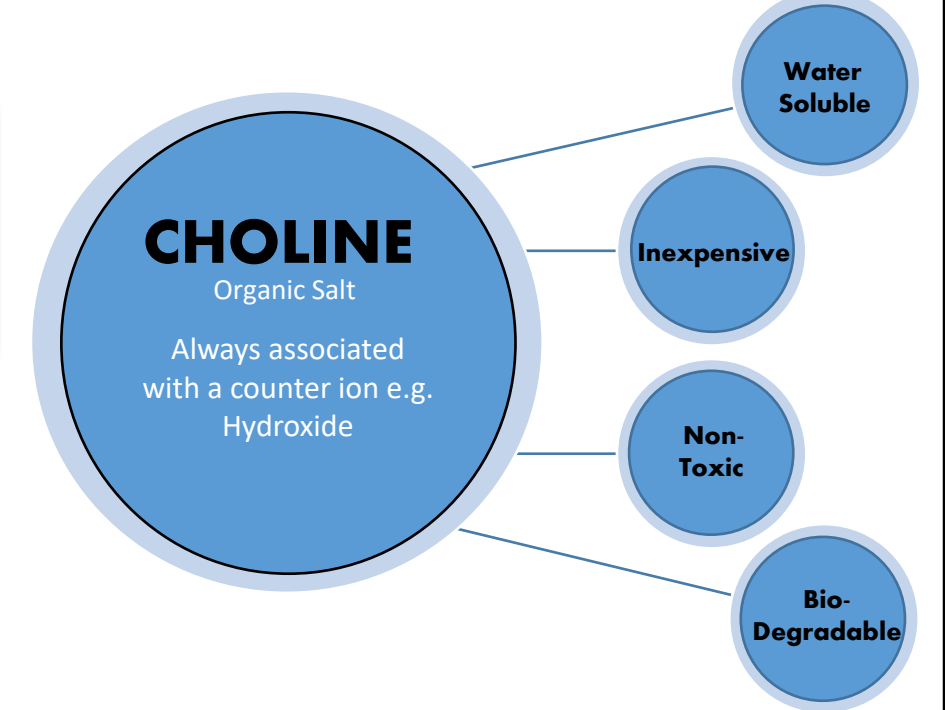 CHOLINE
Organic Salt
Always associated
with a counter ion e.g.
Hydroxide
Water
Soluble
Inexpensive
Non-
Toxic
Bio-
Degradable